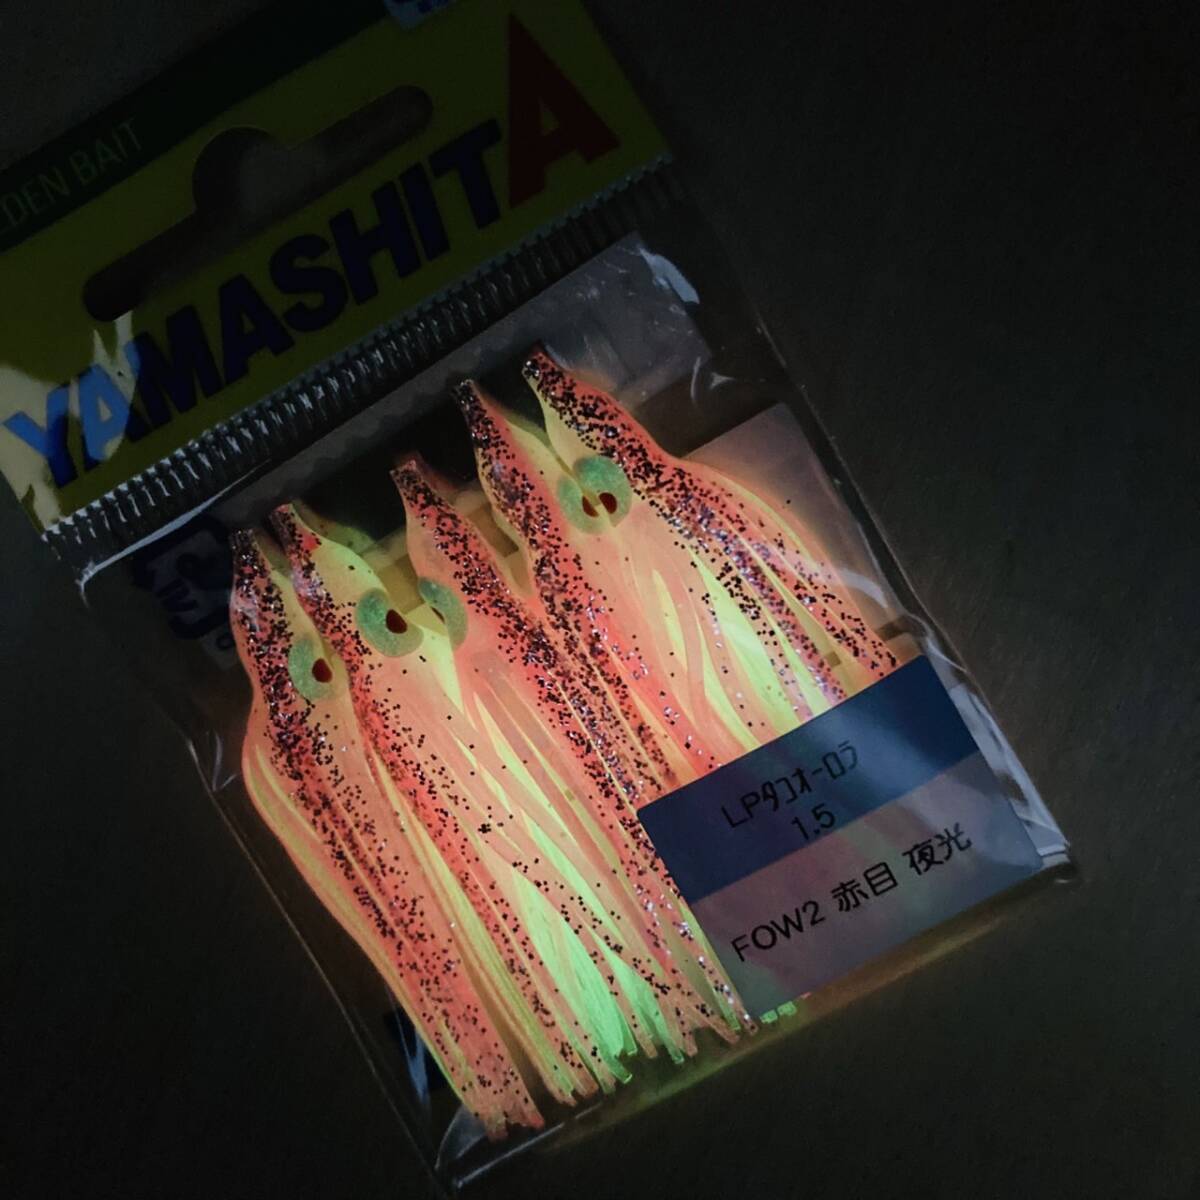 DEN BAIT
YAMASHITA
LPﾀｺｵｰﾛﾗ
1.5
FOW2 赤目 夜光